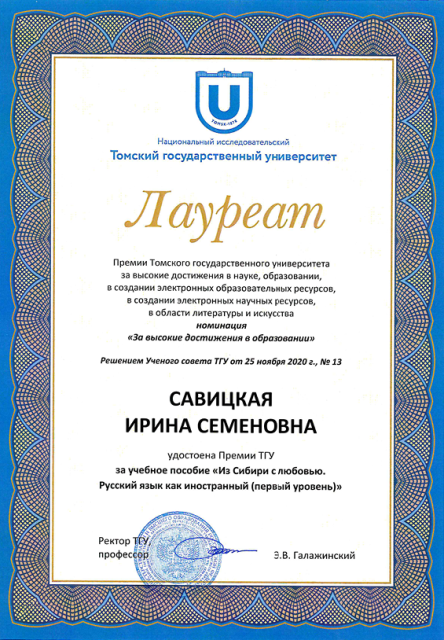 U
ТОМСК•1878
Национальный исследовательский
Томский государственный университет
Лауреат
Премии Томского государственного университета
за высокие достижения в науке, образовании,
в создании электронных образовательных ресурсов,
в создании электронных научных ресурсов,
в области литературы и искусства
номинация
«За высокие достижения в образовании»
Решением Ученого совета ТГУ от 25 ноября 2020 г., № 13
САВИЦКАЯ
ИРИНА СЕМЕНОВНА
удостоена Премии ТГУ
за учебное пособие «Из Сибири с любовью.
Русский язык как иностранный (первый уровень)»
Ректор ТГУ,
профессор
Э.В. Галажинский